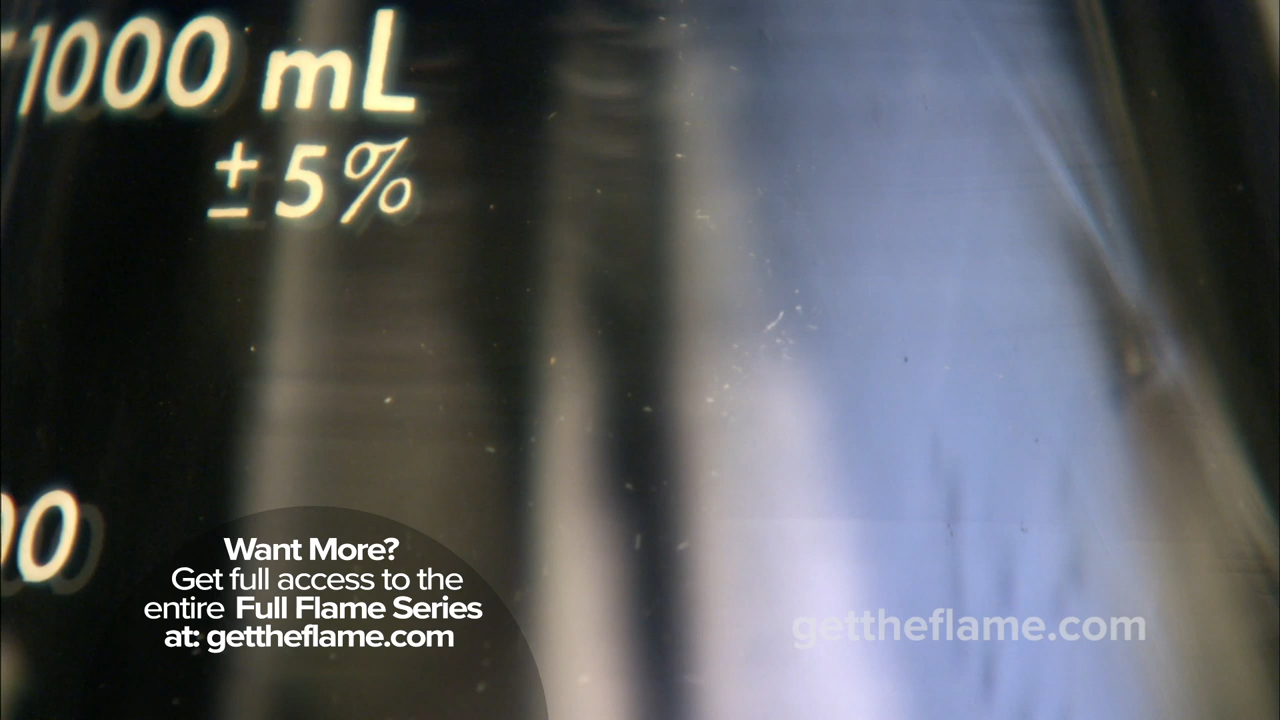 1000 mL
± 5%
00
Want More?
Get full access to the
entire Full Flame Series
at: gettheflame.com
gettheflame.com